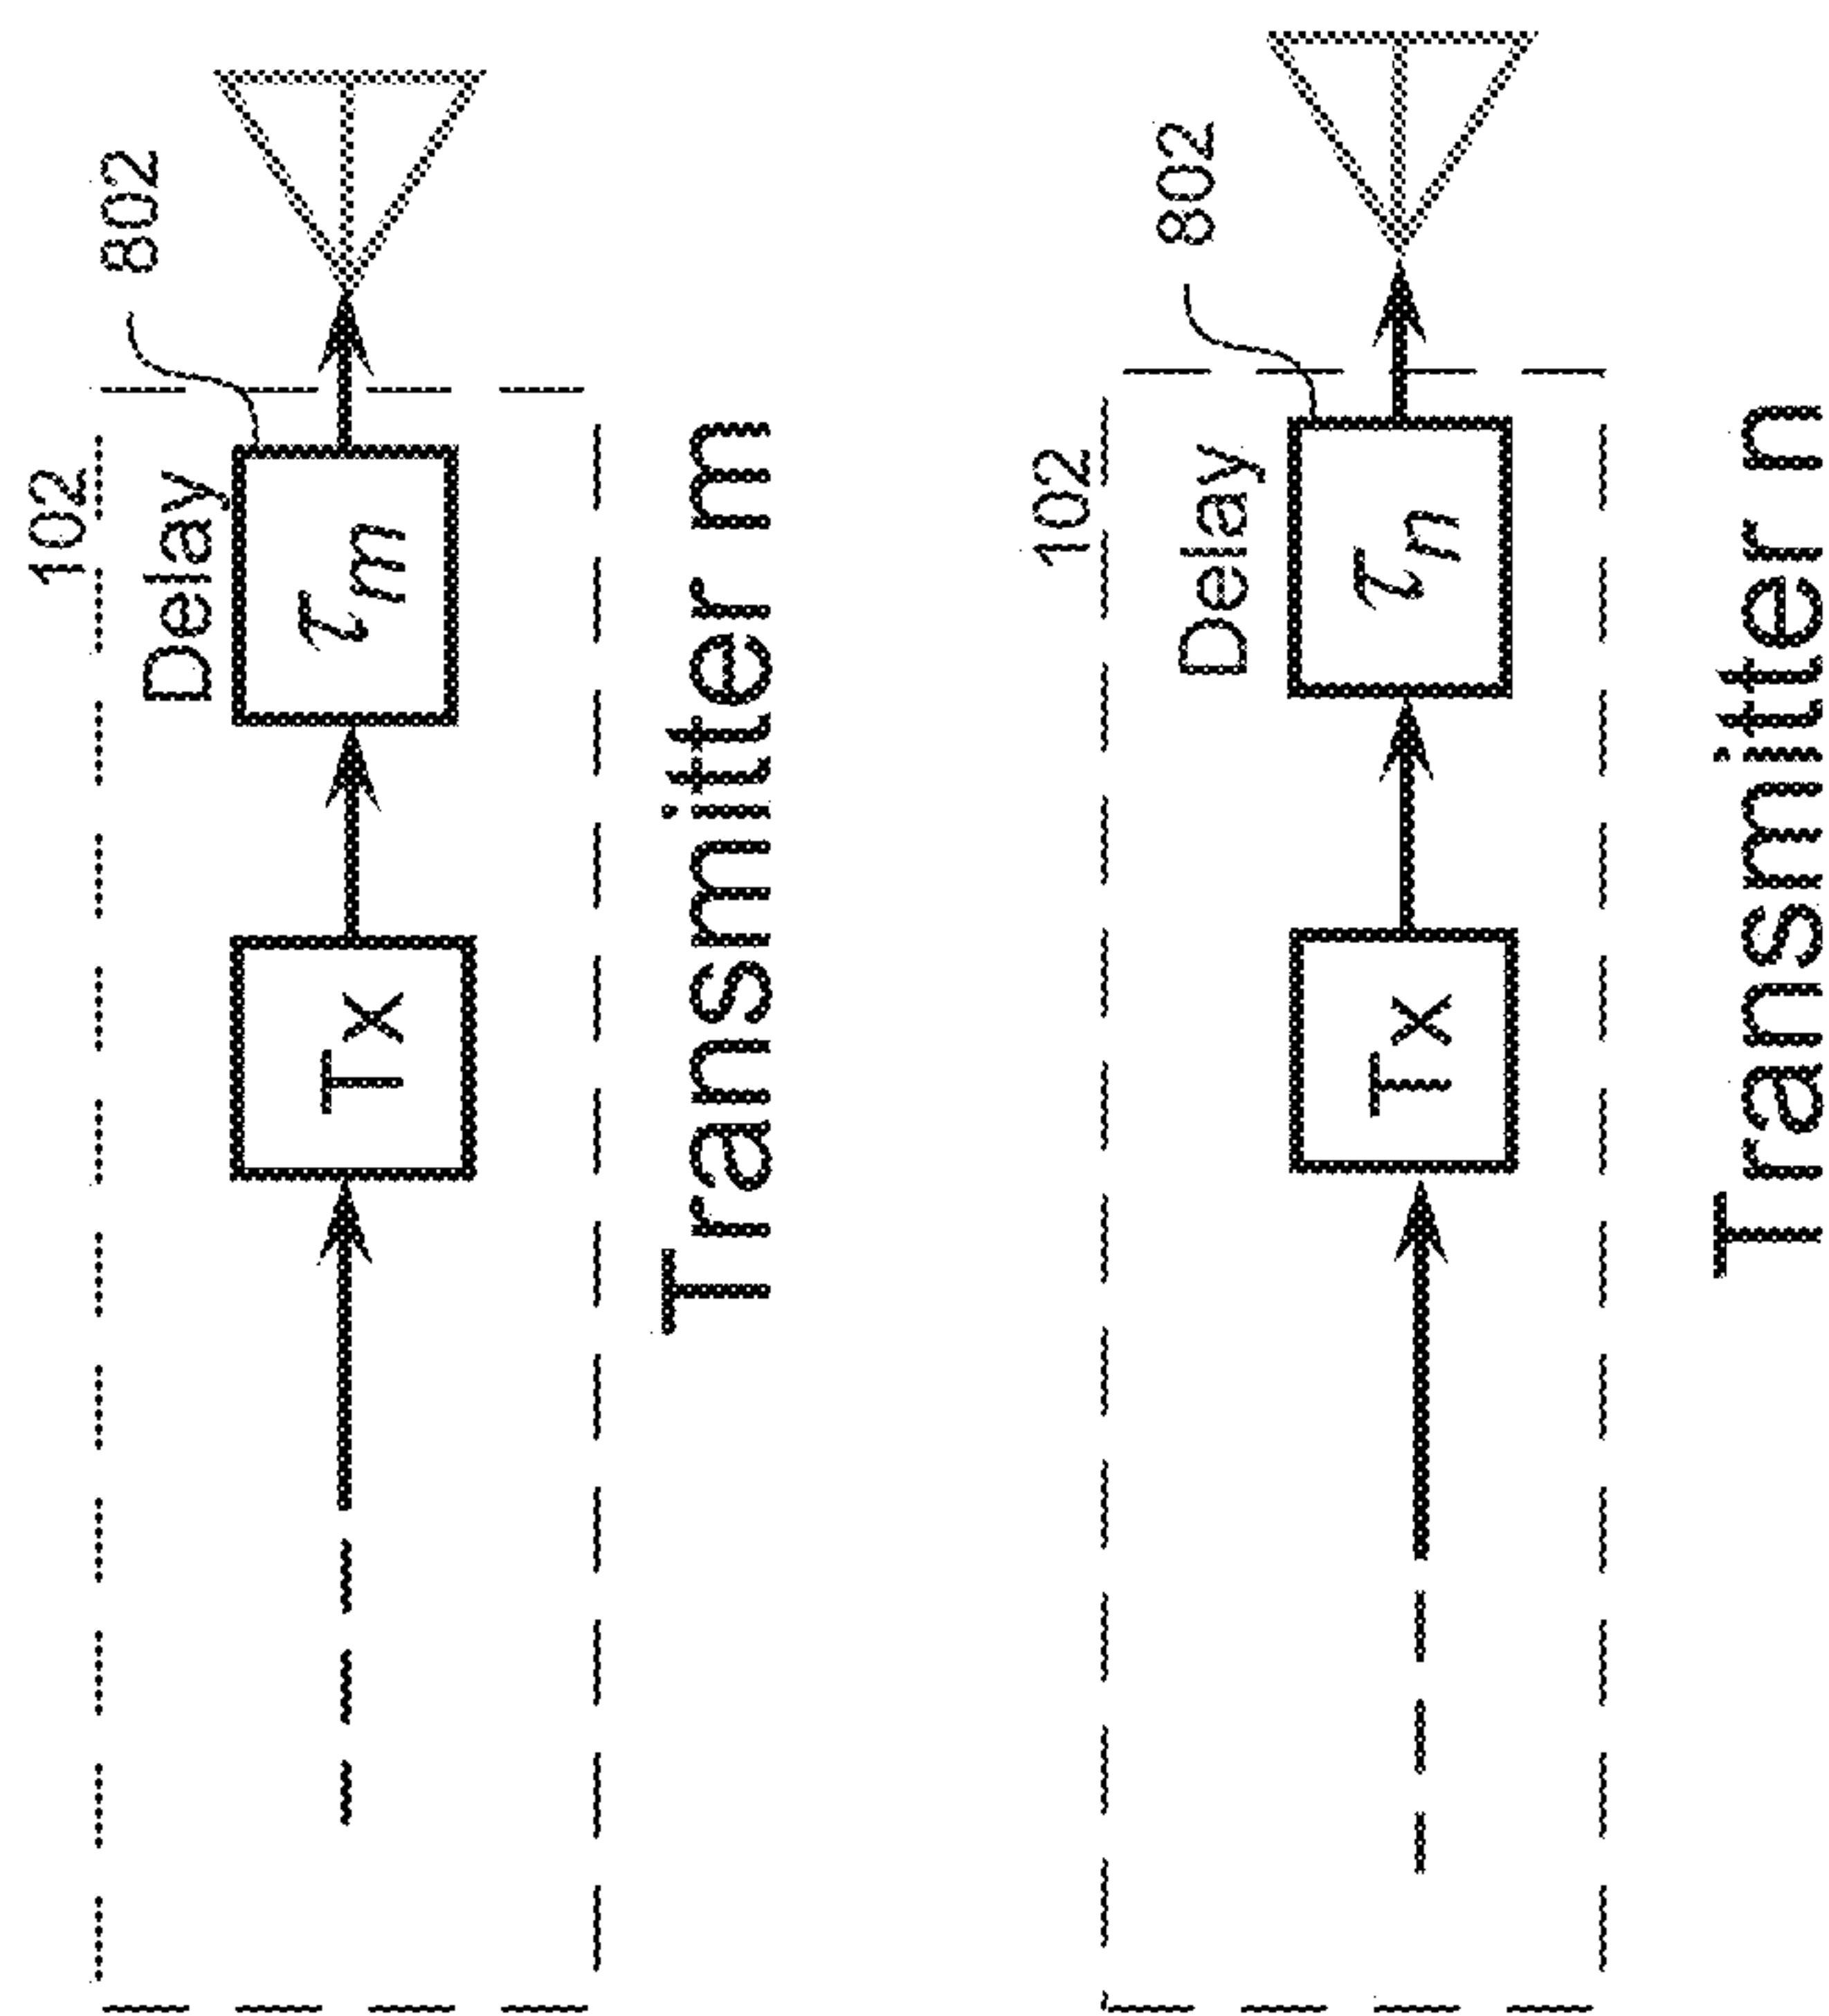 102
802
Delay
Tx
τm
Transmitter m
102
802
Delay
Tx
τn
Transmitter n